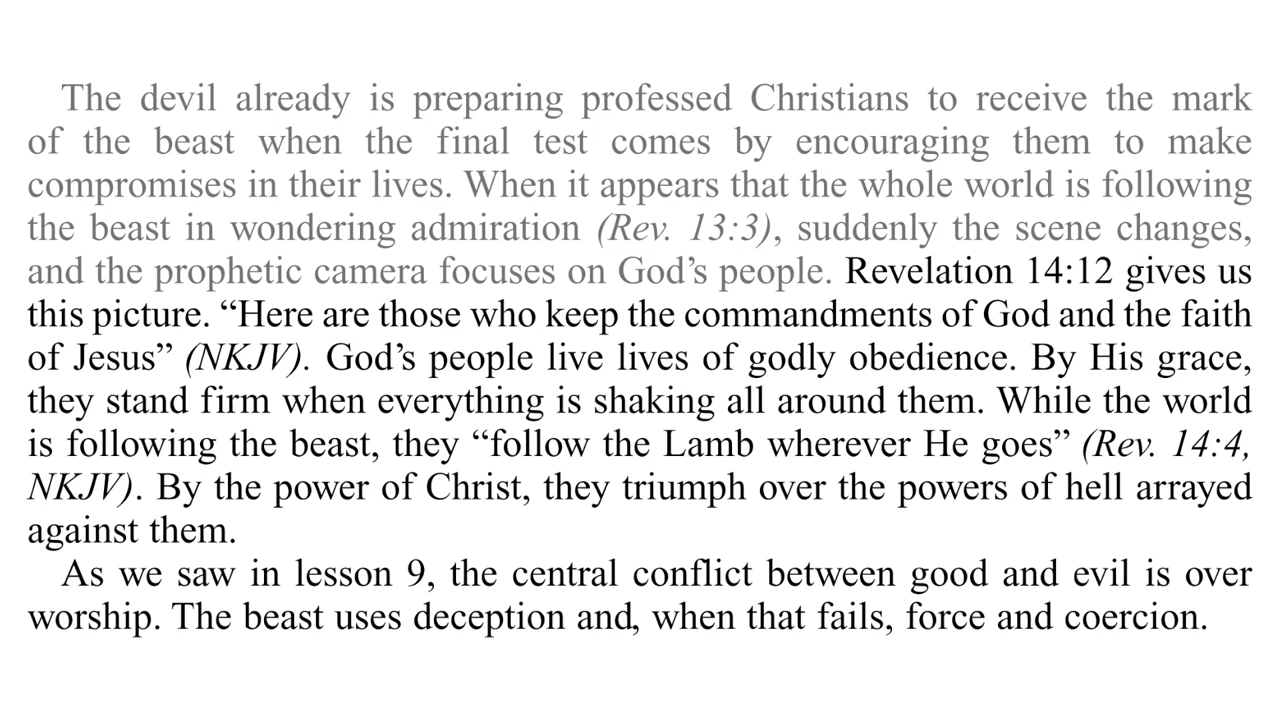 The devil already is preparing professed Christians to receive the mark
of the beast when the final test comes by encouraging them to make
compromises in their lives. When it appears that the whole world is following
the beast in wondering admiration (Rev. 13:3), suddenly the scene changes,
and the prophetic camera focuses on God’s people. Revelation 14:12 gives us
this picture. “Here are those who keep the commandments of God and the faith
of Jesus” (NKJV). God’s people live lives of godly obedience. By His grace,
they stand firm when everything is shaking all around them. While the world
is following the beast, they “follow the Lamb wherever He goes” (Rev. 14:4,
NKJV). By the power of Christ, they triumph over the powers of hell arrayed
against them.
As we saw in lesson 9, the central conflict between good and evil is over
worship. The beast uses deception and, when that fails, force and coercion.